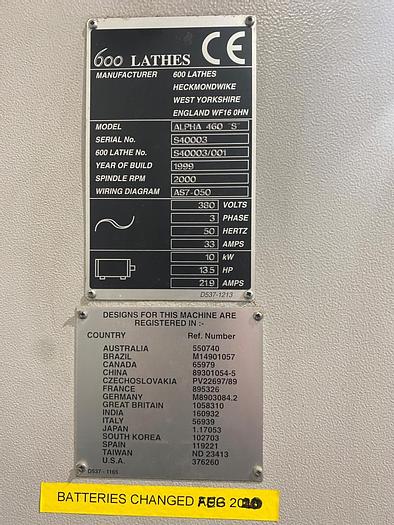 600 LATHES CE
MANUFACTURER 600 LATHES
HECKMONDWIKE
WEST YORKSHIRE
ENGLAND WF16 0HN
MODEL ALPHA 460 "S"
SERIAL No. S40003
600 LATHE No. S40003/001
YEAR OF BUILD 1999
SPINDLE RPM 2000
WIRING DIAGRAM AS7-050
380 VOLTS
3 PHASE
50 HERTZ
33 AMPS
10 kW
13.5 HP
21.9 AMPS
D537-1213
DESIGNS FOR THIS MACHINE ARE
REGISTERED IN :-
COUNTRY Ref. Number
AUSTRALIA 550740
BRAZIL M14901057
CANADA 65979
CHINA 89301054-5
CZECHOSLOVAKIA PV22697/89
FRANCE 895326
GERMANY M8903084.2
GREAT BRITAIN 1058310
INDIA 160932
ITALY 56939
JAPAN 1.17053
SOUTH KOREA 102703
SPAIN 119221
TAIWAN ND 23413
U.S.A. 376260
D537 - 1165
BATTERIES CHANGED